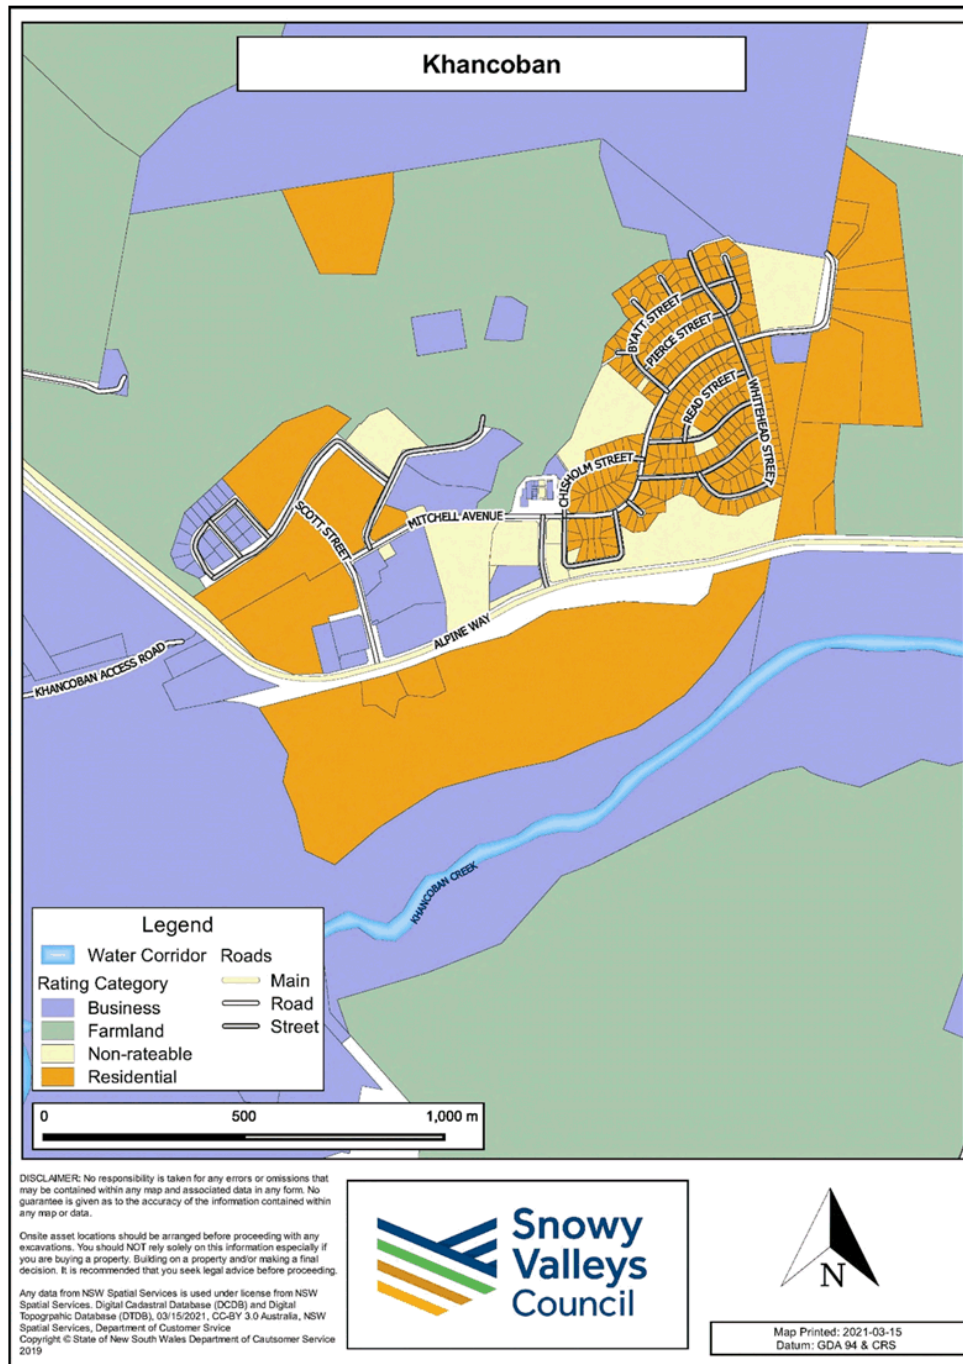 Khancoban
BYATT STREET
PIERCE STREET
READ STREET
WHITEHEAD STREET
CHISHOLM STREET
SCOTT STREET
MITCHELL AVENUE
ALPINE WAY
KHANCOBAN ACCESS ROAD
KHANCOBAN CREEK
Legend
Water Corridor
Roads
Rating Category
Main
Business
Road
Farmland
Street
Non-rateable
Residential
0 500 1,000 m
DISCLAIMER: No responsibility is taken for any errors or omissions that
may be contained within any map and associated data in any form. No
guarantee is given as to the accuracy of the information contained within
any map or data.
Onsite asset locations should be arranged before proceeding with any
excavations. You should NOT rely solely on this information especially if
you are buying a property. Building on a property and/or making a final
decision. It is recommended that you seek legal advice before proceeding.
Any data from NSW Spatial Services is used under license from NSW
Spatial Services. Digital Cadastral Database (DCDB) and Digital
Topogrpahic Database (DTDB), 03/15/2021, CC-BY 3.0 Australia, NSW
Spatial Services, Department of Customer Srvice
Copyright © State of New South Wales Department of Cautsomer Service
2019
Snowy
Valleys
Council
N
Map Printed: 2021-03-15
Datum: GDA 94 & CRS